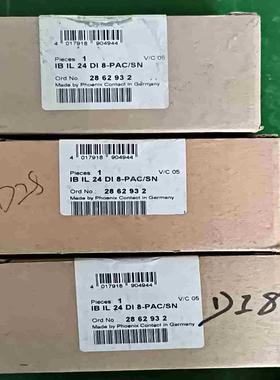 4 017918 904944
Pieces 1 V/C 05
IB IL 24 DI 8-PAC/SN
Ord No 28 62 93 2
Made by Phoenix Contact in Germany
4 017918 904944
Pieces: 1 V/C 05
IB IL 24 DI 8-PAC/SN
Ord No.: 28 62 93 2
Made by Phoenix Contact in Germany
4 017918 904944
Pieces: 1 V/C 05
IB IL 24 DI 8-PAC/SN
Ord No 28 62 93 2
Made by Phoenix Contact in Germany
DI8